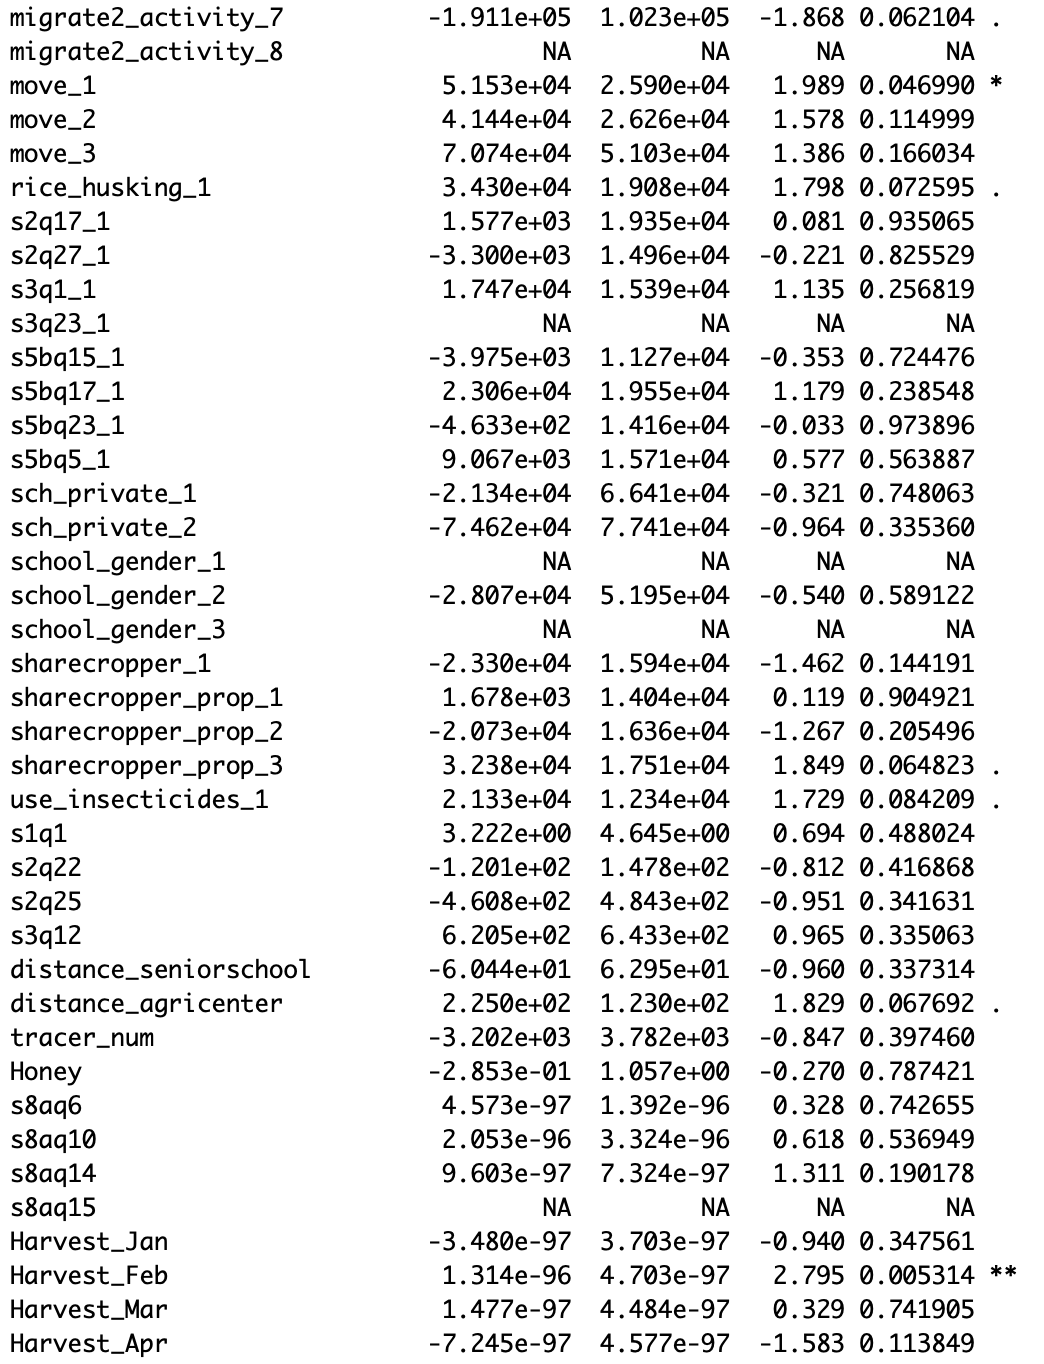 migrate2_activity_7 -1.911e+05 1.023e+05 -1.868 0.062104 .
migrate2_activity_8 NA NA NA NA
move_1 5.153e+04 2.590e+04 1.989 0.046990 *
move_2 4.144e+04 2.626e+04 1.578 0.114999
move_3 7.074e+04 5.103e+04 1.386 0.166034
rice_husking_1 3.430e+04 1.908e+04 1.798 0.072595 .
s2q17_1 1.577e+03 1.935e+04 0.081 0.935065
s2q27_1 -3.300e+03 1.496e+04 -0.221 0.825529
s3q1_1 1.747e+04 1.539e+04 1.135 0.256819
s3q23_1 NA NA NA NA
s5bq15_1 -3.975e+03 1.127e+04 -0.353 0.724476
s5bq17_1 2.306e+04 1.955e+04 1.179 0.238548
s5bq23_1 -4.633e+02 1.416e+04 -0.033 0.973896
s5bq5_1 9.067e+03 1.571e+04 0.577 0.563887
sch_private_1 -2.134e+04 6.641e+04 -0.321 0.748063
sch_private_2 -7.462e+04 7.741e+04 -0.964 0.335360
school_gender_1 NA NA NA NA
school_gender_2 -2.807e+04 5.195e+04 -0.540 0.589122
school_gender_3 NA NA NA NA
sharecropper_1 -2.330e+04 1.594e+04 -1.462 0.144191
sharecropper_prop_1 1.678e+03 1.404e+04 0.119 0.904921
sharecropper_prop_2 -2.073e+04 1.636e+04 -1.267 0.205496
sharecropper_prop_3 3.238e+04 1.751e+04 1.849 0.064823 .
use_insecticides_1 2.133e+04 1.234e+04 1.729 0.084209 .
s1q1 3.222e+00 4.645e+00 0.694 0.488024
s2q22 -1.201e+02 1.478e+02 -0.812 0.416868
s2q25 -4.608e+02 4.843e+02 -0.951 0.341631
s3q12 6.205e+02 6.433e+02 0.965 0.335063
distance_seniorschool -6.044e+01 6.295e+01 -0.960 0.337314
distance_agricenter 2.250e+02 1.230e+02 1.829 0.067692 .
tracer_num -3.202e+03 3.782e+03 -0.847 0.397460
Honey -2.853e-01 1.057e+00 -0.270 0.787421
s8aq6 4.573e-97 1.392e-96 0.328 0.742655
s8aq10 2.053e-96 3.324e-96 0.618 0.536949
s8aq14 9.603e-97 7.324e-97 1.311 0.190178
s8aq15 NA NA NA NA
Harvest_Jan -3.480e-97 3.703e-97 -0.940 0.347561
Harvest_Feb 1.314e-96 4.703e-97 2.795 0.005314 **
Harvest_Mar 1.477e-97 4.484e-97 0.329 0.741905
Harvest_Apr -7.245e-97 4.577e-97 -1.583 0.113849